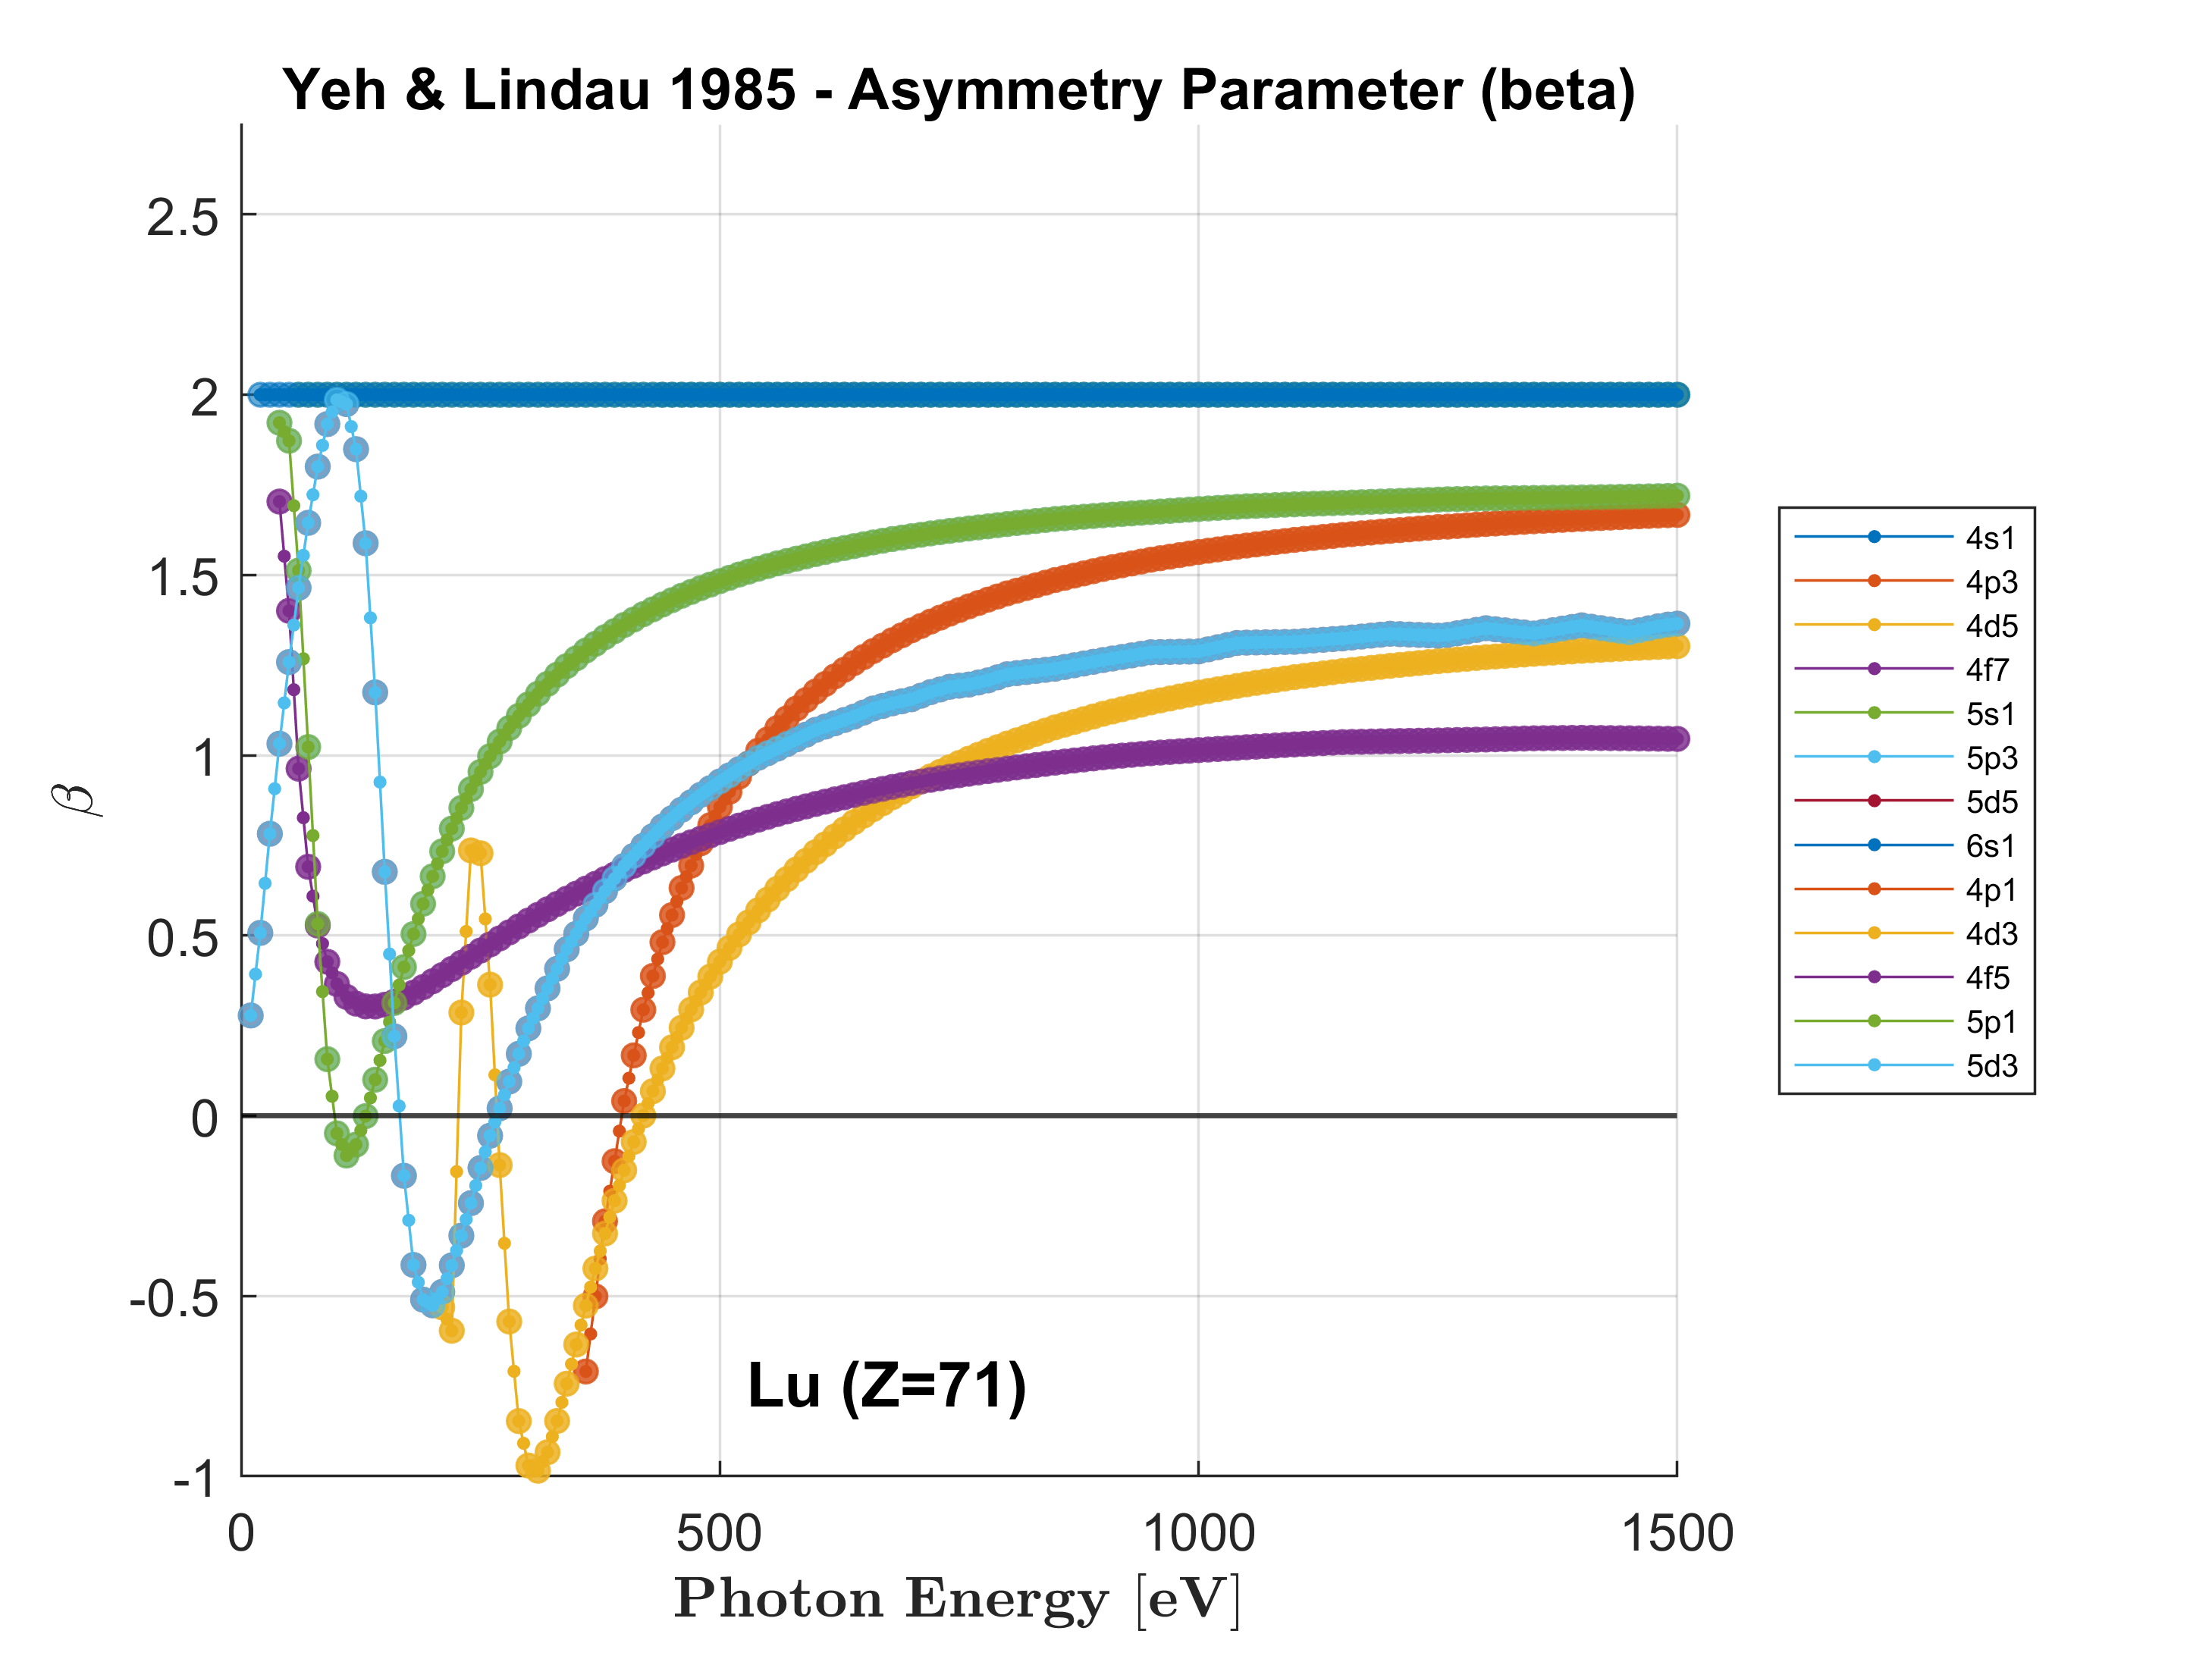 Yeh & Lindau 1985 - Asymmetry Parameter (beta)
2.5
2
1.5
1
0.5
0
-0.5
-1
β
0 500 1000 1500
Photon Energy [eV]
Lu (Z=71)
4s1
4p3
4d5
4f7
5s1
5p3
5d5
6s1
4p1
4d3
4f5
5p1
5d3